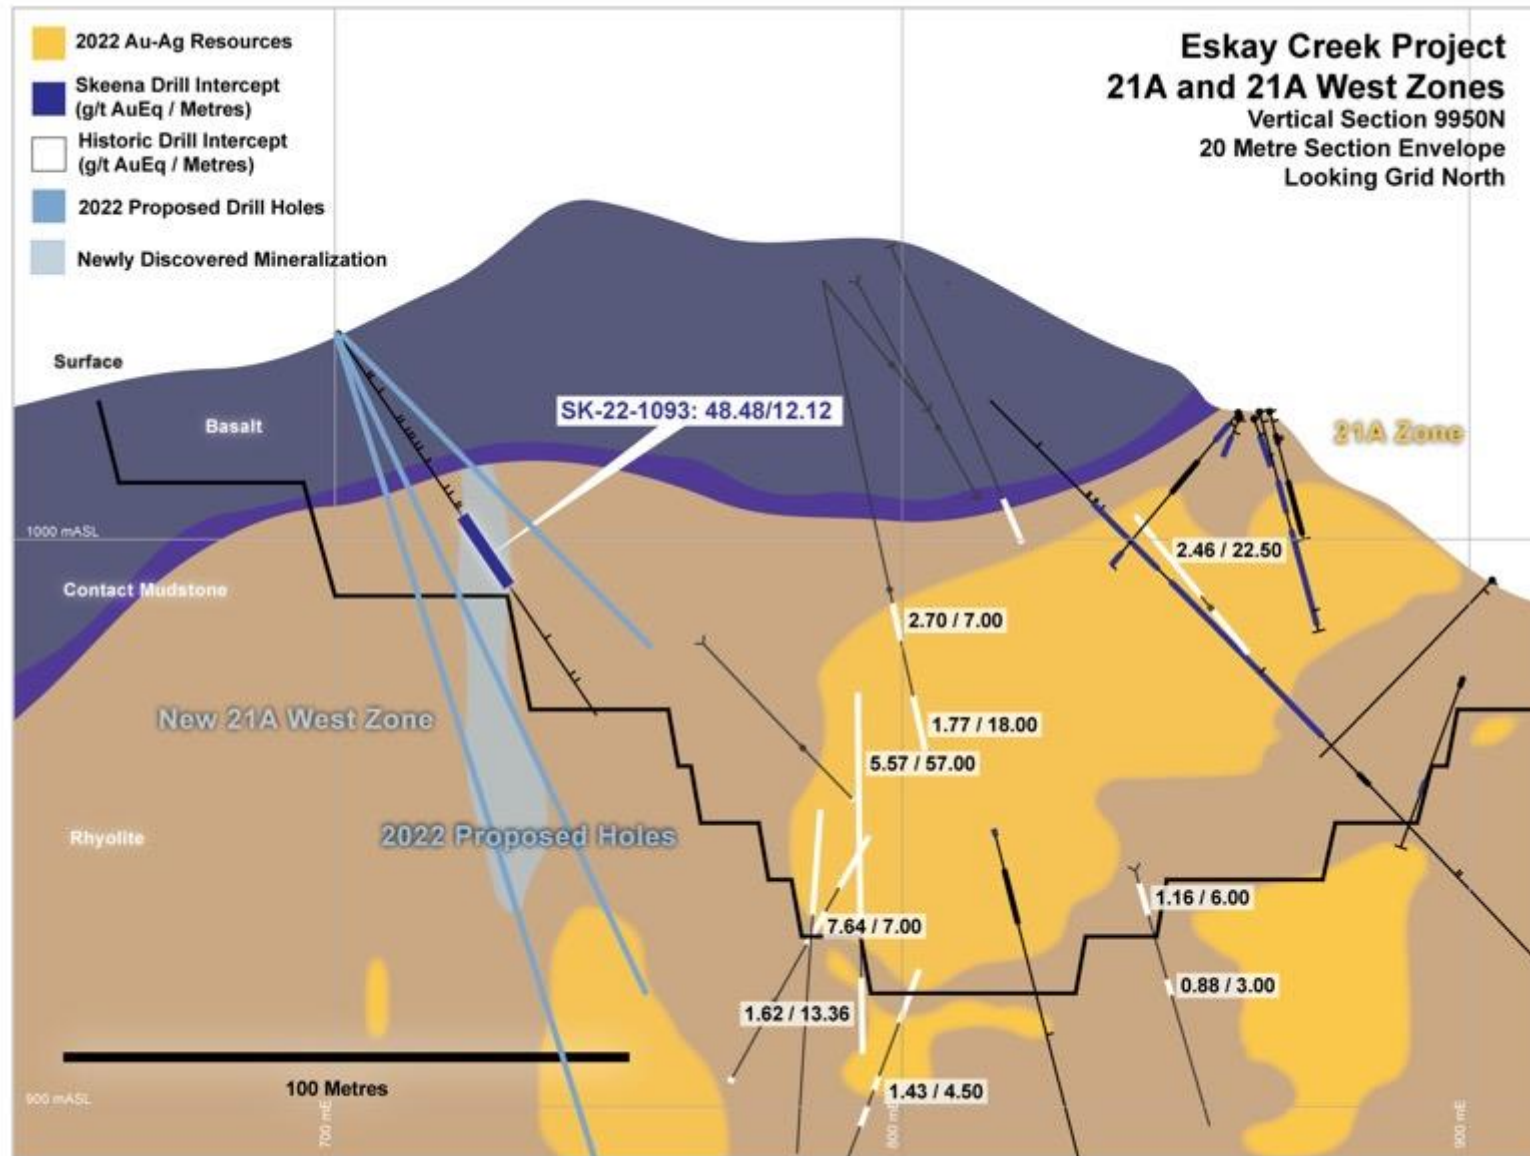 2022 Au-Ag Resources
Skeena Drill Intercept
(g/t AuEq / Metres)
Historic Drill Intercept
(g/t AuEq / Metres)
2022 Proposed Drill Holes
Newly Discovered Mineralization
Eskay Creek Project
21A and 21A West Zones
Vertical Section 9950N
20 Metre Section Envelope
Looking Grid North
Surface
Basalt
SK-22-1093: 48.48/12.12
21A Zone
1000 mASL
2.46 / 22.50
Contact Mudstone
2.70 / 7.00
New 21A West Zone
1.77 / 18.00
5.57 / 57.00
Rhyolite
2022 Proposed Holes
1.16 / 6.00
7.64 / 7.00
0.88 / 3.00
1.62 / 13.36
100 Metres
1.43 / 4.50
900 mASL
700 mE
800 mE
900 mE